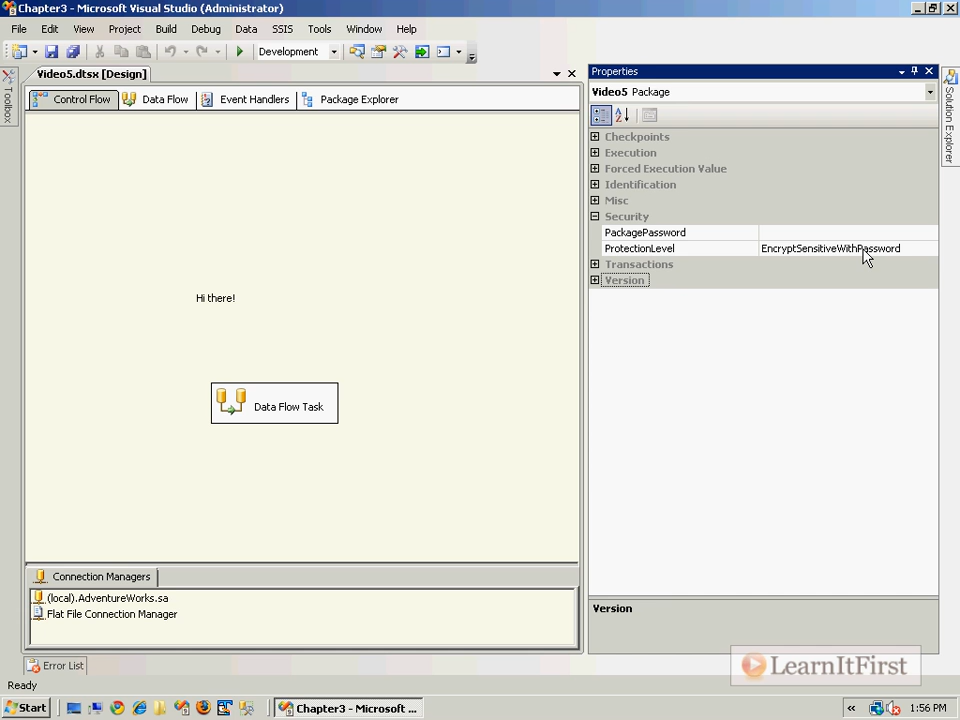 Chapter3 - Microsoft Visual Studio (Administrator)
File Edit View Project Build Debug Data SSIS Tools Window Help
Development
Video5.dtsx [Design]
Control Flow Data Flow Event Handlers Package Explorer
Toolbox
Hi there!
Data Flow Task
Connection Managers
(local).AdventureWorks.sa
Flat File Connection Manager
Properties
Video5 Package
Checkpoints
Execution
Forced Execution Value
Identification
Misc
Security
PackagePassword
ProtectionLevel EncryptSensitiveWithPassword
Transactions
Version
Version
Solution Explorer
Error List
LearnItFirst
Ready
Start Chapter3 - Microsoft ... « 1:56 PM